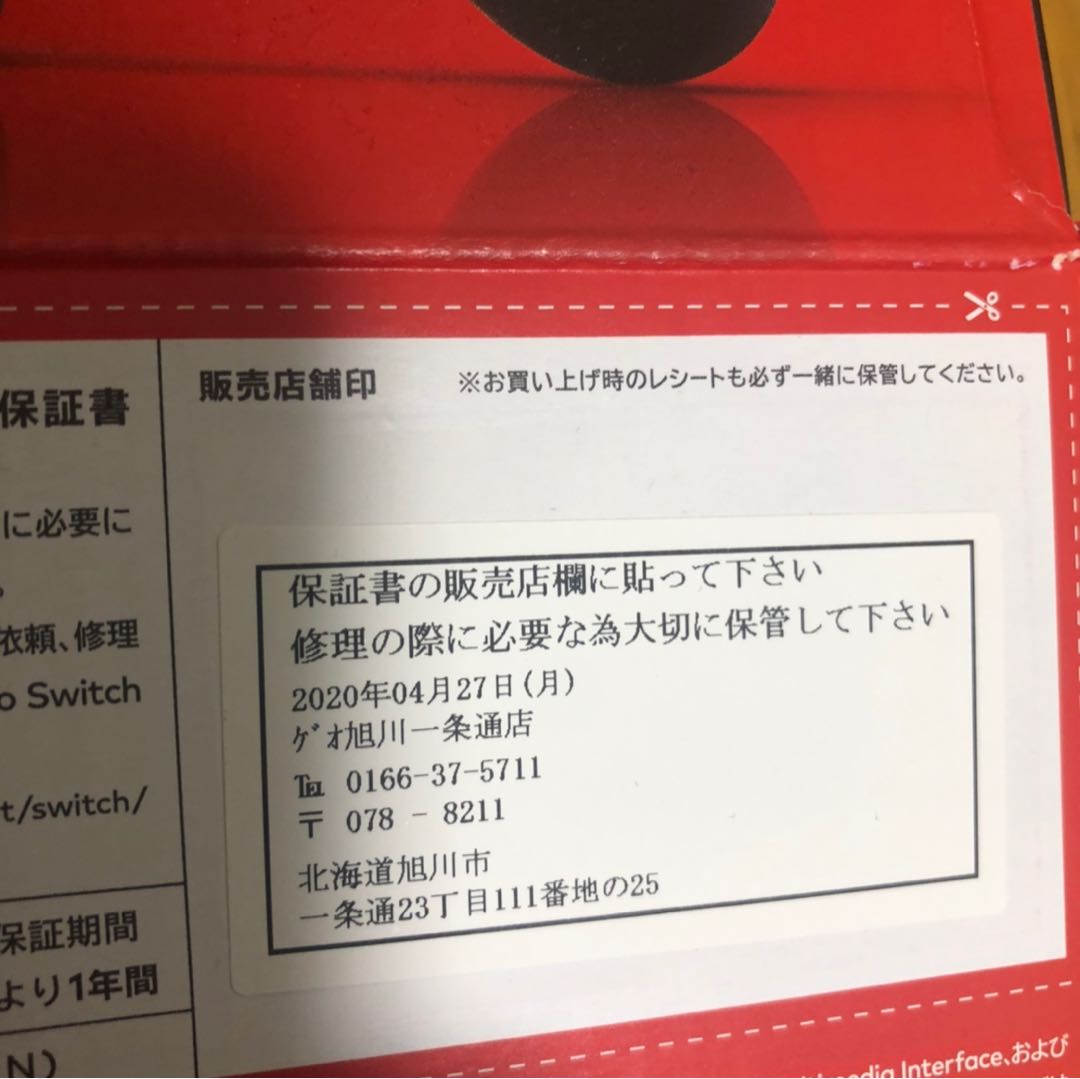 保証書
に必要に
。
依頼、修理
o Switch
t/switch/
保証期間
より1年間
N)
販売店舗印
※お買い上げ時のレシートも必ず一緒に保管してください。
保証書の販売店欄に貼って下さい
修理の際に必要な為大切に保管して下さい
2020年04月27日(月)
ｹﾞｵ旭川一条通店
℡ 0166-37-5711
〒 078 - 8211
北海道旭川市
一条通23丁目111番地の25
edia Interface、および